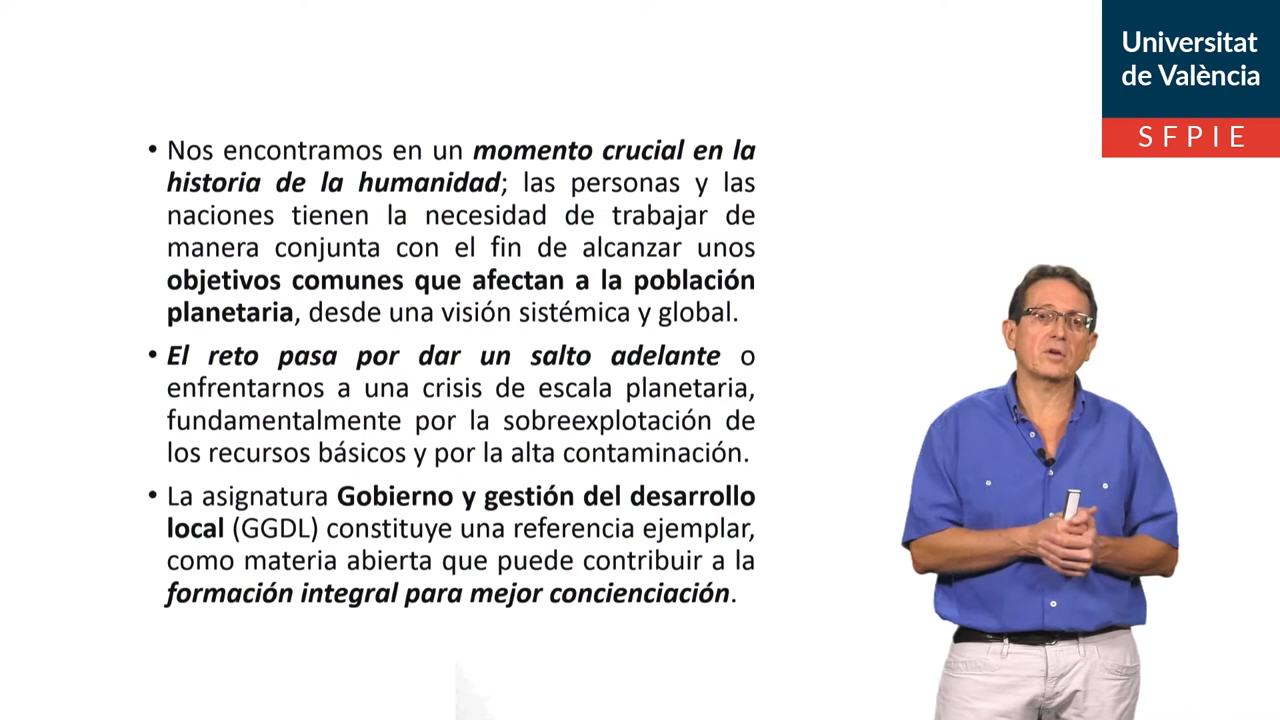 Universitat
de València
SFPIE
• Nos encontramos en un momento crucial en la
historia de la humanidad; las personas y las
naciones tienen la necesidad de trabajar de
manera conjunta con el fin de alcanzar unos
objetivos comunes que afectan a la población
planetaria, desde una visión sistémica y global.
• El reto pasa por dar un salto adelante o
enfrentarnos a una crisis de escala planetaria,
fundamentalmente por la sobreexplotación de
los recursos básicos y por la alta contaminación.
• La asignatura Gobierno y gestión del desarrollo
local (GGDL) constituye una referencia ejemplar,
como materia abierta que puede contribuir a la
formación integral para mejor concienciación.